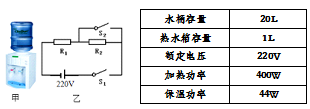 S₂
R₁ R₂
220V S₁
甲 乙
水桶容量 20L
热水箱容量 1L
额定电压 220V
加热功率 400W
保温功率 44W